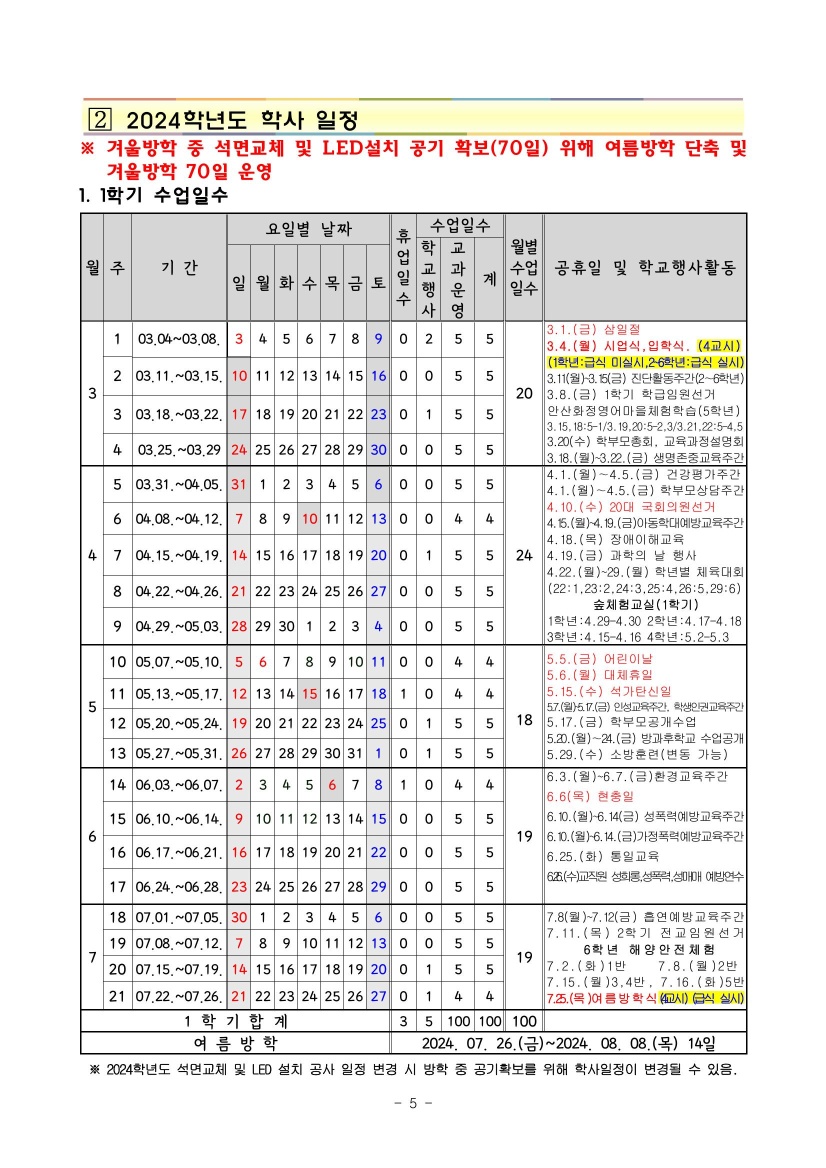 2 2024학년도 학사 일정
※ 겨울방학 중 석면교체 및 LED설치 공기 확보(70일) 위해 여름방학 단축 및
겨울방학 70일 운영
1. 1학기 수업일수
월 주 기 간 요일별 날짜 휴업일수 수업일수 월별수업일수 공휴일 및 학교행사활동
일 월 화 수 목 금 토 학교행사 교과운영 계
3 20
1 03.04~03.08. 3 4 5 6 7 8 9 0 2 5 5
2 03.11.~03.15. 10 11 12 13 14 15 16 0 0 5 5
3 03.18.~03.22. 17 18 19 20 21 22 23 0 1 5 5
4 03.25.~03.29 24 25 26 27 28 29 30 0 0 5 5
3.1.(금) 삼일절
3.4.(월) 시업식,입학식. (4교시)
(1학년:급식 미실시,2~6학년:급식 실시)
3.11(월)~3.15(금) 진단활동주간(2~6학년)
3.8.(금) 1학기 학급임원선거
안산화정영어마을체험학습(5학년)
3.15,18:5-1/3.19,20:5-2,3/3.21,22:5-4,5
3.20(수) 학부모총회, 교육과정설명회
3.18.(월)~3.22.(금) 생명존중교육주간
4 24
5 03.31.~04.05. 31 1 2 3 4 5 6 0 0 5 5
6 04.08.~04.12. 7 8 9 10 11 12 13 0 0 4 4
7 04.15.~04.19. 14 15 16 17 18 19 20 0 1 5 5
8 04.22.~04.26. 21 22 23 24 25 26 27 0 0 5 5
9 04.29.~05.03. 28 29 30 1 2 3 4 0 0 5 5
4.1.(월)~4.5.(금) 건강평가주간
4.1.(월)~4.5.(금) 학부모상담주간
4.10.(수) 20대 국회의원선거
4.15.(월)~4.19.(금)아동학대예방교육주간
4.18.(목) 장애이해교육
4.19.(금) 과학의 날 행사
4.22.(월)~29.(월) 학년별 체육대회
(22:1,23:2,24:3,25:4,26:5,29:6)
숲체험교실(1학기)
1학년:4.29-4.30 2학년:4.17-4.18
3학년:4.15-4.16 4학년:5.2-5.3
5 18
10 05.07.~05.10. 5 6 7 8 9 10 11 0 0 4 4
11 05.13.~05.17. 12 13 14 15 16 17 18 1 0 4 4
12 05.20.~05.24. 19 20 21 22 23 24 25 0 1 5 5
13 05.27.~05.31. 26 27 28 29 30 31 1 0 1 5 5
5.5.(금) 어린이날
5.6.(월) 대체휴일
5.15.(수) 석가탄신일
5.7.(월)-5.17.(금) 인성교육주간, 학생인권교육주간
5.17.(금) 학부모공개수업
5.20.(월)~24.(금) 방과후학교 수업공개
5.29.(수) 소방훈련(변동 가능)
6 19
14 06.03.~06.07. 2 3 4 5 6 7 8 1 0 4 4
15 06.10.~06.14. 9 10 11 12 13 14 15 0 0 5 5
16 06.17.~06.21. 16 17 18 19 20 21 22 0 0 5 5
17 06.24.~06.28. 23 24 25 26 27 28 29 0 0 5 5
6.3.(월)~6.7.(금)환경교육주간
6.6(목) 현충일
6.10.(월)~6.14(금) 성폭력예방교육주간
6.10.(월)~6.14.(금)가정폭력예방교육주간
6.25.(화) 통일교육
6.26.(수)교직원 성희롱,성폭력,성매매 예방연수
7 19
18 07.01.~07.05. 30 1 2 3 4 5 6 0 0 5 5
19 07.08.~07.12. 7 8 9 10 11 12 13 0 0 5 5
20 07.15.~07.19. 14 15 16 17 18 19 20 0 1 5 5
21 07.22.~07.26. 21 22 23 24 25 26 27 0 1 4 4
7.8(월)~7.12(금) 흡연예방교육주간
7.11.(목) 2학기 전교임원선거
6학년 해양안전체험
7.2.(화)1반 7.8.(월)2반
7.15.(월)3,4반, 7.16.(화)5반
7.25.(목)여름방학식(4교시) (급식 실시)
1 학 기 합 계 3 5 100 100 100
여 름 방 학 2024. 07. 26.(금)~2024. 08. 08.(목) 14일
※ 2024학년도 석면교체 및 LED 설치 공사 일정 변경 시 방학 중 공기확보를 위해 학사일정이 변경될 수 있음.
- 5 -